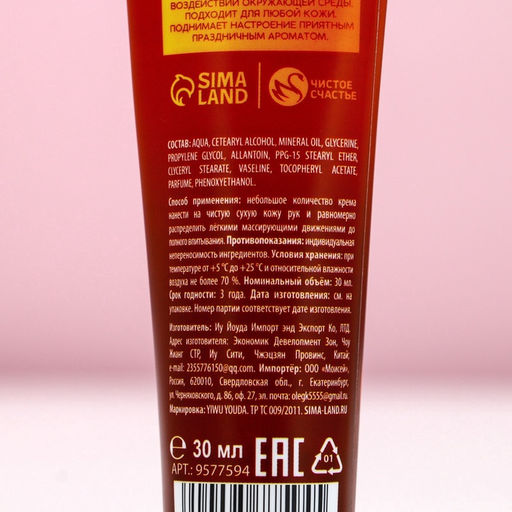 ВОЗДЕЙСТВИЙ ОКРУЖАЮЩЕЙ СРЕДЫ.
ПОДХОДИТ ДЛЯ ЛЮБОЙ КОЖИ.
ПОДНИМАЕТ НАСТРОЕНИЕ ПРИЯТНЫМ
ПРАЗДНИЧНЫМ АРОМАТОМ.
SIMA LAND
ЧИСТОЕ СЧАСТЬЕ
СОСТАВ: AQUA, CETEARYL ALCOHOL, MINERAL OIL, GLYCERINE,
PROPYLENE GLYCOL, ALLANTOIN, PPG-15 STEARYL ETHER,
GLYCERYL STEARATE, VASELINE, TOCOPHERYL ACETATE,
PARFUME, PHENOXYETHANOL.
Способ применения: небольшое количество крема
нанести на чистую сухую кожу рук и равномерно
распределить лёгкими массирующими движениями до
полного впитывания. Противопоказания: индивидуальная
непереносимость ингредиентов. Условия хранения: при
температуре от +5 °C до +25 °C и относительной влажности
воздуха не более 70 %. Номинальный объём: 30 мл.
Срок годности: 3 года. Дата изготовления: см. на
упаковке. Номер партии соответствует дате изготовления.
Изготовитель: Иу Йоуда Импорт энд Экспорт Ко, ЛТД.
Адрес изготовителя: Экономик Девелопмент Зон, Чоу
Жианг СТР, Иу Сити, Чжэцзян Провинс, Китай,
e-mail: 2355776150@qq.com. Импортёр: ООО «Моисей»,
Россия, 620010, Свердловская обл., г. Екатеринбург,
ул. Черняховского, д. 86, оф. 27, эл. почта: olegk5555@gmail.com
Маркировка: YIWU YOUDA. ТР ТС 009/2011. SIMA-LAND.RU
℮ 30 мл
АРТ.: 9577594
EAC
01